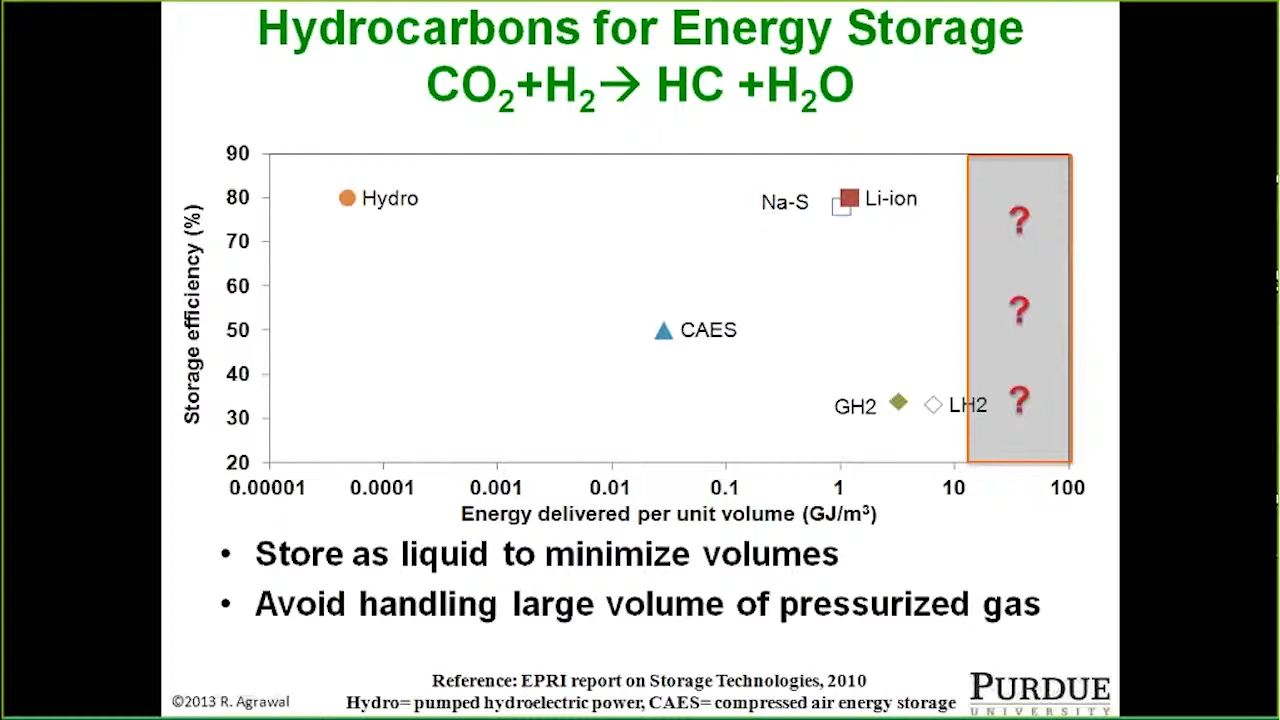 Hydrocarbons for Energy Storage
CO₂+H₂→ HC +H₂O
90
80
70
60
50
40
30
20
Storage efficiency (%)
Hydro
Na-S
Li-ion
CAES
GH2
LH2
?
?
?
0.00001 0.0001 0.001 0.01 0.1 1 10 100
Energy delivered per unit volume (GJ/m³)
• Store as liquid to minimize volumes
• Avoid handling large volume of pressurized gas
Reference: EPRI report on Storage Technologies, 2010
Hydro= pumped hydroelectric power, CAES= compressed air energy storage
©2013 R. Agrawal
PURDUE
UNIVERSITY